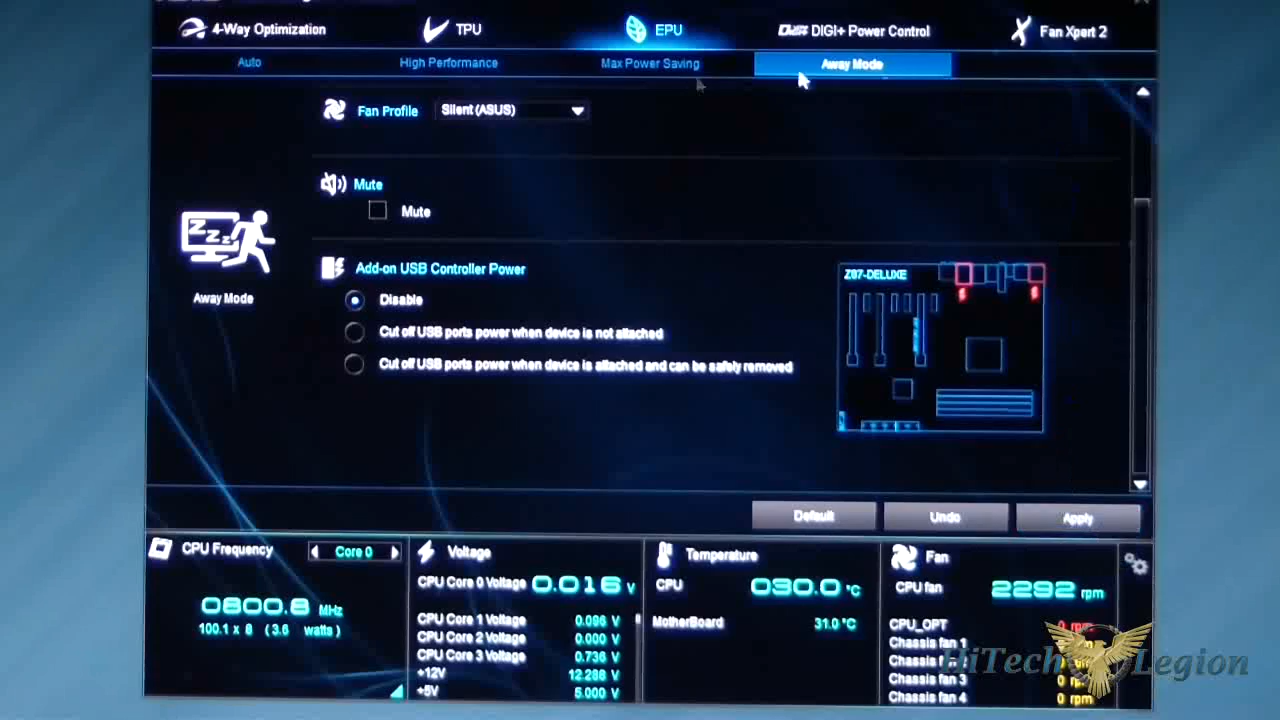 4-Way Optimization TPU EPU DIGI+ Power Control Fan Xpert 2
Auto High Performance Max Power Saving Away Mode
Fan Profile Silent (ASUS)
Mute
Mute
Away Mode
Add-on USB Controller Power
Disable
Cut off USB ports power when device is not attached
Cut off USB ports power when device is attached and can be safely removed
Z87-DELUXE
Default Undo Apply
CPU Frequency Core 0
0800.8 MHz
100.1 x 8 ( 3.6 watts )
Voltage
CPU Core 0 Voltage 0.016 V
CPU Core 1 Voltage 0.096 V
CPU Core 2 Voltage 0.000 V
CPU Core 3 Voltage 0.736 V
+12V 12.288 V
+5V 5.000 V
Temperature
CPU 030.0 °C
MotherBoard 31.0 °C
Fan
CPU fan 2292 rpm
CPU_OPT 0 rpm
Chassis fan 1
Chassis
Chassis fan 3 0 rpm
Chassis fan 4 0 rpm
HiTech Legion